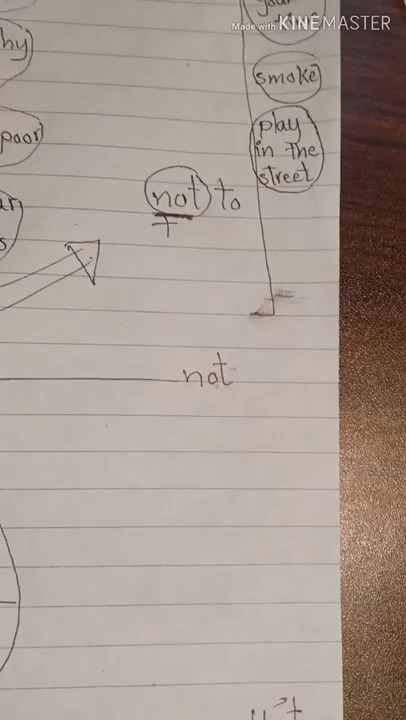 Made with KINEMASTER
hy
smoke
play
in the
street
poor
not to
not